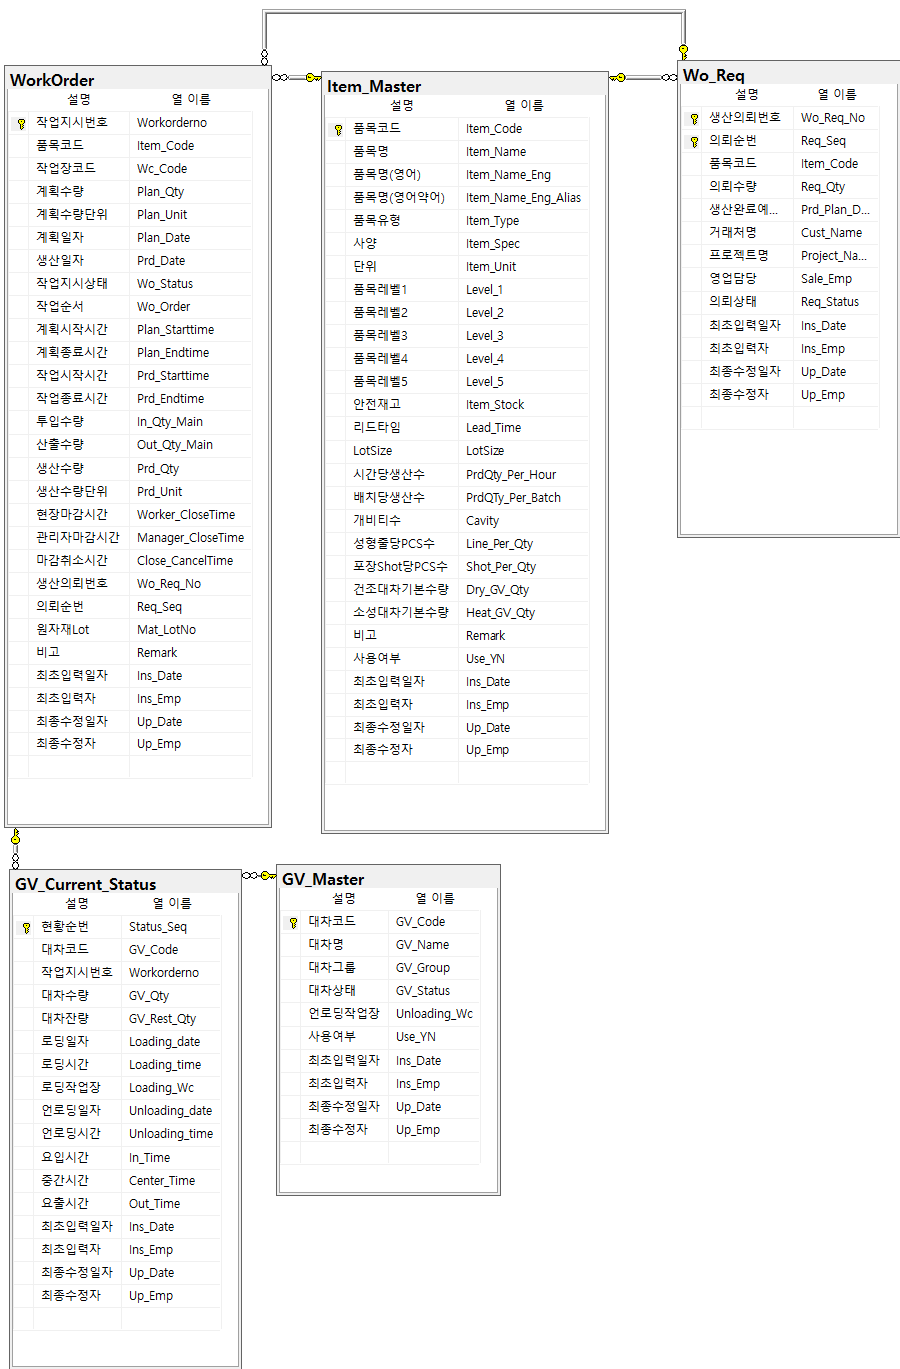 WorkOrder
설명 열 이름
작업지시번호 Workorderno
품목코드 Item_Code
작업장코드 Wc_Code
계획수량 Plan_Qty
계획수량단위 Plan_Unit
계획일자 Plan_Date
생산일자 Prd_Date
작업지시상태 Wo_Status
작업순서 Wo_Order
계획시작시간 Plan_Starttime
계획종료시간 Plan_Endtime
작업시작시간 Prd_Starttime
작업종료시간 Prd_Endtime
투입수량 In_Qty_Main
산출수량 Out_Qty_Main
생산수량 Prd_Qty
생산수량단위 Prd_Unit
현장마감시간 Worker_CloseTime
관리자마감시간 Manager_CloseTime
마감취소시간 Close_CancelTime
생산의뢰번호 Wo_Req_No
의뢰순번 Req_Seq
원자재Lot Mat_LotNo
비고 Remark
최초입력일자 Ins_Date
최초입력자 Ins_Emp
최종수정일자 Up_Date
최종수정자 Up_Emp
Item_Master
설명 열 이름
품목코드 Item_Code
품목명 Item_Name
품목명(영어) Item_Name_Eng
품목명(영어약어) Item_Name_Eng_Alias
품목유형 Item_Type
사양 Item_Spec
단위 Item_Unit
품목레벨1 Level_1
품목레벨2 Level_2
품목레벨3 Level_3
품목레벨4 Level_4
품목레벨5 Level_5
안전재고 Item_Stock
리드타임 Lead_Time
LotSize LotSize
시간당생산수 PrdQty_Per_Hour
배치당생산수 PrdQTy_Per_Batch
개비티수 Cavity
성형줄당PCS수 Line_Per_Qty
포장Shot당PCS수 Shot_Per_Qty
건조대차기본수량 Dry_GV_Qty
소성대차기본수량 Heat_GV_Qty
비고 Remark
사용여부 Use_YN
최초입력일자 Ins_Date
최초입력자 Ins_Emp
최종수정일자 Up_Date
최종수정자 Up_Emp
Wo_Req
설명 열 이름
생산의뢰번호 Wo_Req_No
의뢰순번 Req_Seq
품목코드 Item_Code
의뢰수량 Req_Qty
생산완료예... Prd_Plan_D...
거래처명 Cust_Name
프로젝트명 Project_Na...
영업담당 Sale_Emp
의뢰상태 Req_Status
최초입력일자 Ins_Date
최초입력자 Ins_Emp
최종수정일자 Up_Date
최종수정자 Up_Emp
GV_Current_Status
설명 열 이름
현황순번 Status_Seq
대차코드 GV_Code
작업지시번호 Workorderno
대차수량 GV_Qty
대차잔량 GV_Rest_Qty
로딩일자 Loading_date
로딩시간 Loading_time
로딩작업장 Loading_Wc
언로딩일자 Unloading_date
언로딩시간 Unloading_time
요입시간 In_Time
중간시간 Center_Time
요출시간 Out_Time
최초입력일자 Ins_Date
최초입력자 Ins_Emp
최종수정일자 Up_Date
최종수정자 Up_Emp
GV_Master
설명 열 이름
대차코드 GV_Code
대차명 GV_Name
대차그룹 GV_Group
대차상태 GV_Status
언로딩작업장 Unloading_Wc
사용여부 Use_YN
최초입력일자 Ins_Date
최초입력자 Ins_Emp
최종수정일자 Up_Date
최종수정자 Up_Emp